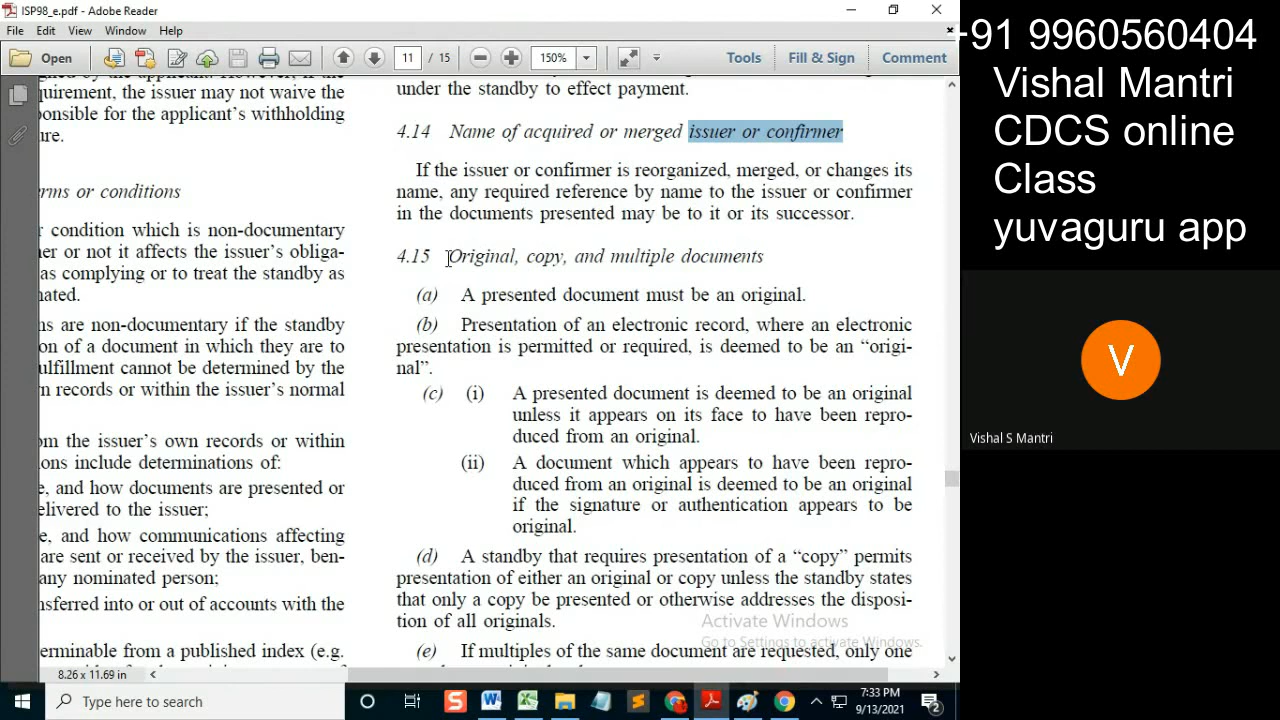 ISP98_e.pdf - Adobe Reader
File Edit View Window Help
Open 11 / 15 150% Tools Fill & Sign Comment
quirement, the issuer may not waive the
ponsible for the applicant's withholding
ure.
erms or conditions
r condition which is non-documentary
er or not it affects the issuer's obliga-
as complying or to treat the standby as
nated.
ns are non-documentary if the standby
on of a document in which they are to
ulfillment cannot be determined by the
n records or within the issuer's normal
om the issuer's own records or within
ions include determinations of:
e, and how documents are presented or
elivered to the issuer;
e, and how communications affecting
are sent or received by the issuer, ben-
any nominated person;
nsferred into or out of accounts with the
erminable from a published index (e.g.
under the standby to effect payment.
4.14 Name of acquired or merged issuer or confirmer
If the issuer or confirmer is reorganized, merged, or changes its
name, any required reference by name to the issuer or confirmer
in the documents presented may be to it or its successor.
4.15 Original, copy, and multiple documents
(a) A presented document must be an original.
(b) Presentation of an electronic record, where an electronic
presentation is permitted or required, is deemed to be an “origi-
nal”.
(c) (i) A presented document is deemed to be an original
unless it appears on its face to have been repro-
duced from an original.
(ii) A document which appears to have been repro-
duced from an original is deemed to be an original
if the signature or authentication appears to be
original.
(d) A standby that requires presentation of a “copy” permits
presentation of either an original or copy unless the standby states
that only a copy be presented or otherwise addresses the disposi-
tion of all originals.
(e) If multiples of the same document are requested, only one
Activate Windows
Go to Settings to activate Windows.
8.26 x 11.69 in
Type here to search
7:33 PM
9/13/2021
2
+91 9960560404
Vishal Mantri
CDCS online
Class
yuvaguru app
V
Vishal S Mantri